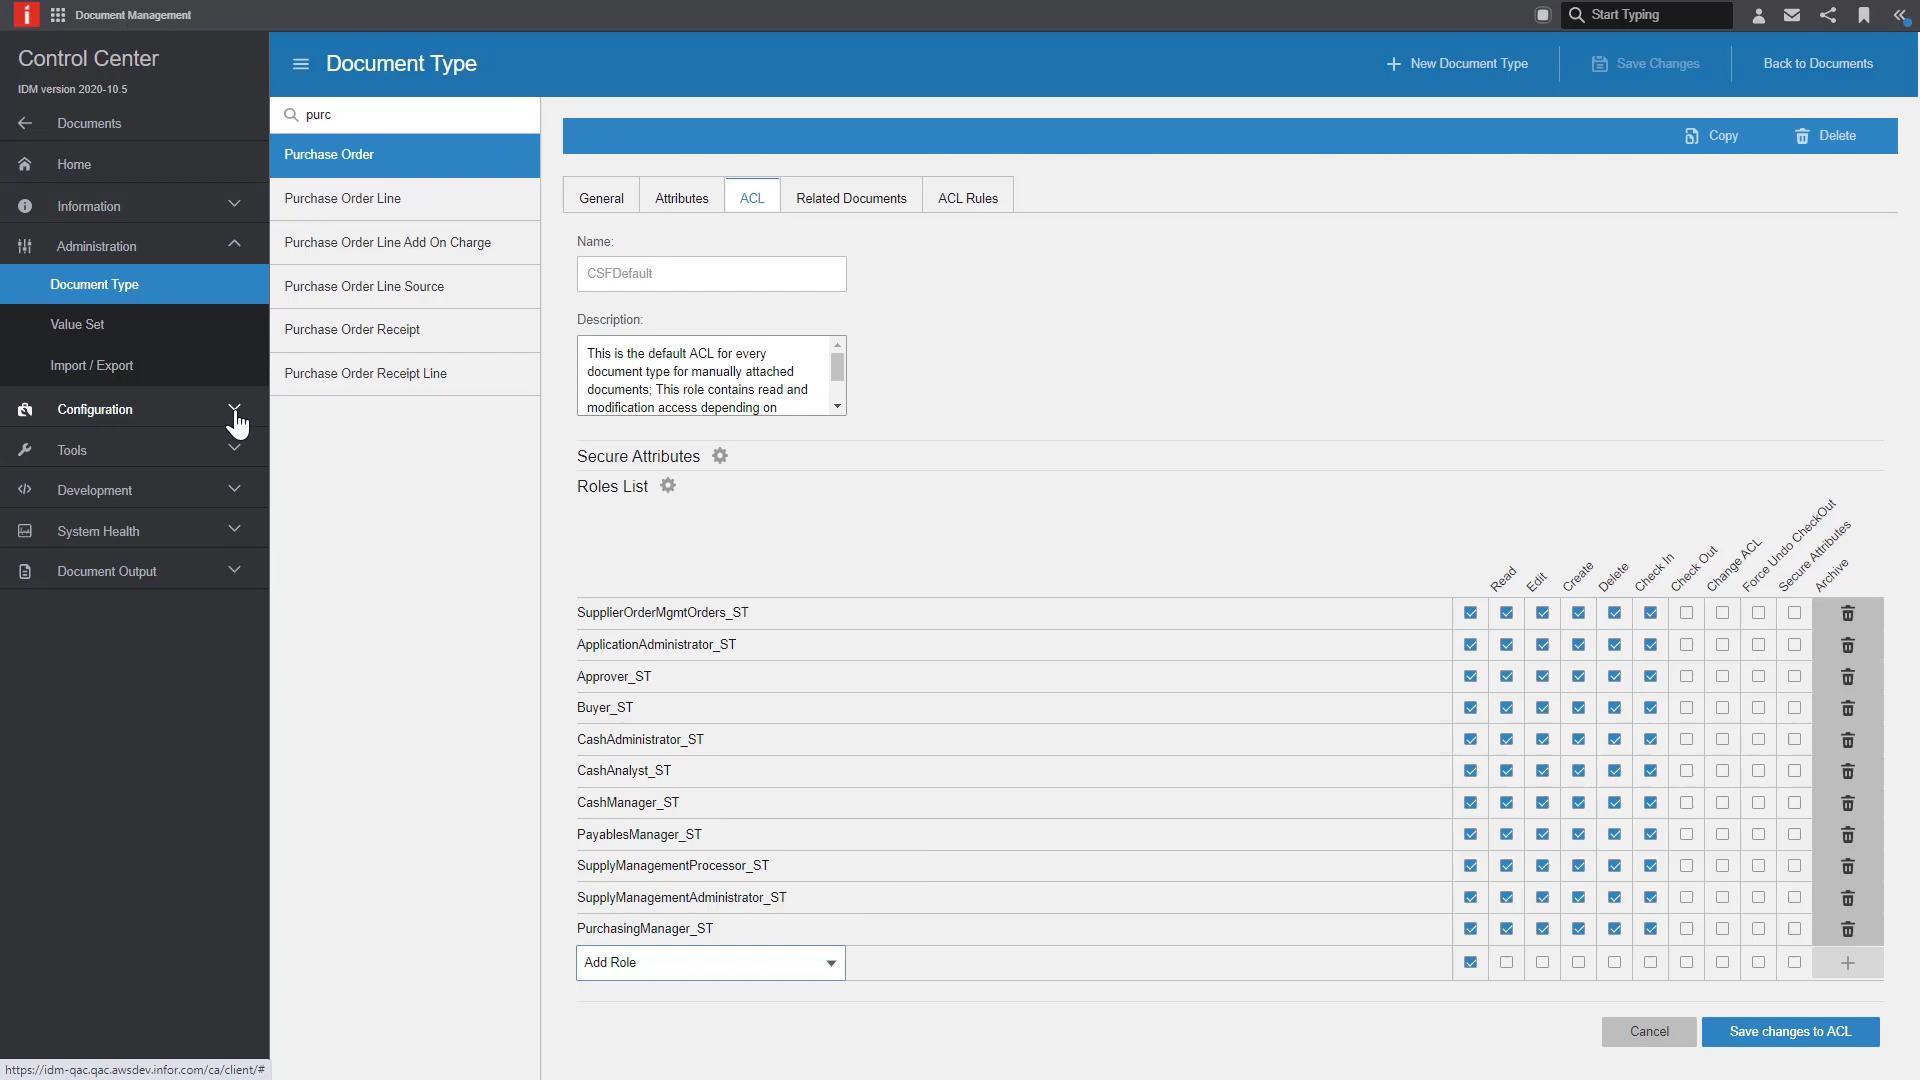 Document Management
Start Typing
Control Center
IDM version 2020-10.5
Documents
Home
Information
Administration
Document Type
Value Set
Import / Export
Configuration
Tools
Development
System Health
Document Output
https://idm-qac.qac.awsdev.infor.com/ca/client/#
Document Type
New Document Type
Save Changes
Back to Documents
purc
Purchase Order
Purchase Order Line
Purchase Order Line Add On Charge
Purchase Order Line Source
Purchase Order Receipt
Purchase Order Receipt Line
Copy
Delete
General
Attributes
ACL
Related Documents
ACL Rules
Name:
CSFDefault
Description:
This is the default ACL for every
document type for manually attached
documents; This role contains read and
modification access depending on
Secure Attributes
Roles List
Read
Edit
Create
Delete
Check In
Check Out
Change ACL
Force Undo CheckOut
Secure Attributes
Archive
SupplierOrderMgmtOrders_ST
ApplicationAdministrator_ST
Approver_ST
Buyer_ST
CashAdministrator_ST
CashAnalyst_ST
CashManager_ST
PayablesManager_ST
SupplyManagementProcessor_ST
SupplyManagementAdministrator_ST
PurchasingManager_ST
Add Role
Cancel
Save changes to ACL